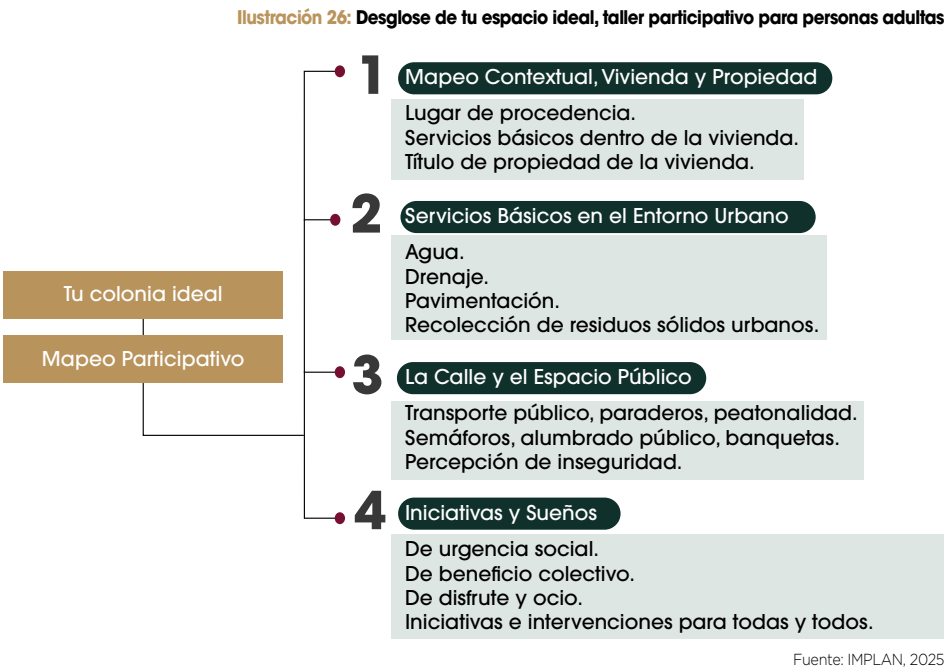 Ilustración 26: Desglose de tu espacio ideal, taller participativo para personas adultas
Tu colonia ideal
Mapeo Participativo
1 Mapeo Contextual, Vivienda y Propiedad
Lugar de procedencia.
Servicios básicos dentro de la vivienda.
Título de propiedad de la vivienda.
2 Servicios Básicos en el Entorno Urbano
Agua.
Drenaje.
Pavimentación.
Recolección de residuos sólidos urbanos.
3 La Calle y el Espacio Público
Transporte público, paraderos, peatonalidad.
Semáforos, alumbrado público, banquetas.
Percepción de inseguridad.
4 Iniciativas y Sueños
De urgencia social.
De beneficio colectivo.
De disfrute y ocio.
Iniciativas e intervenciones para todas y todos.
Fuente: IMPLAN, 2025